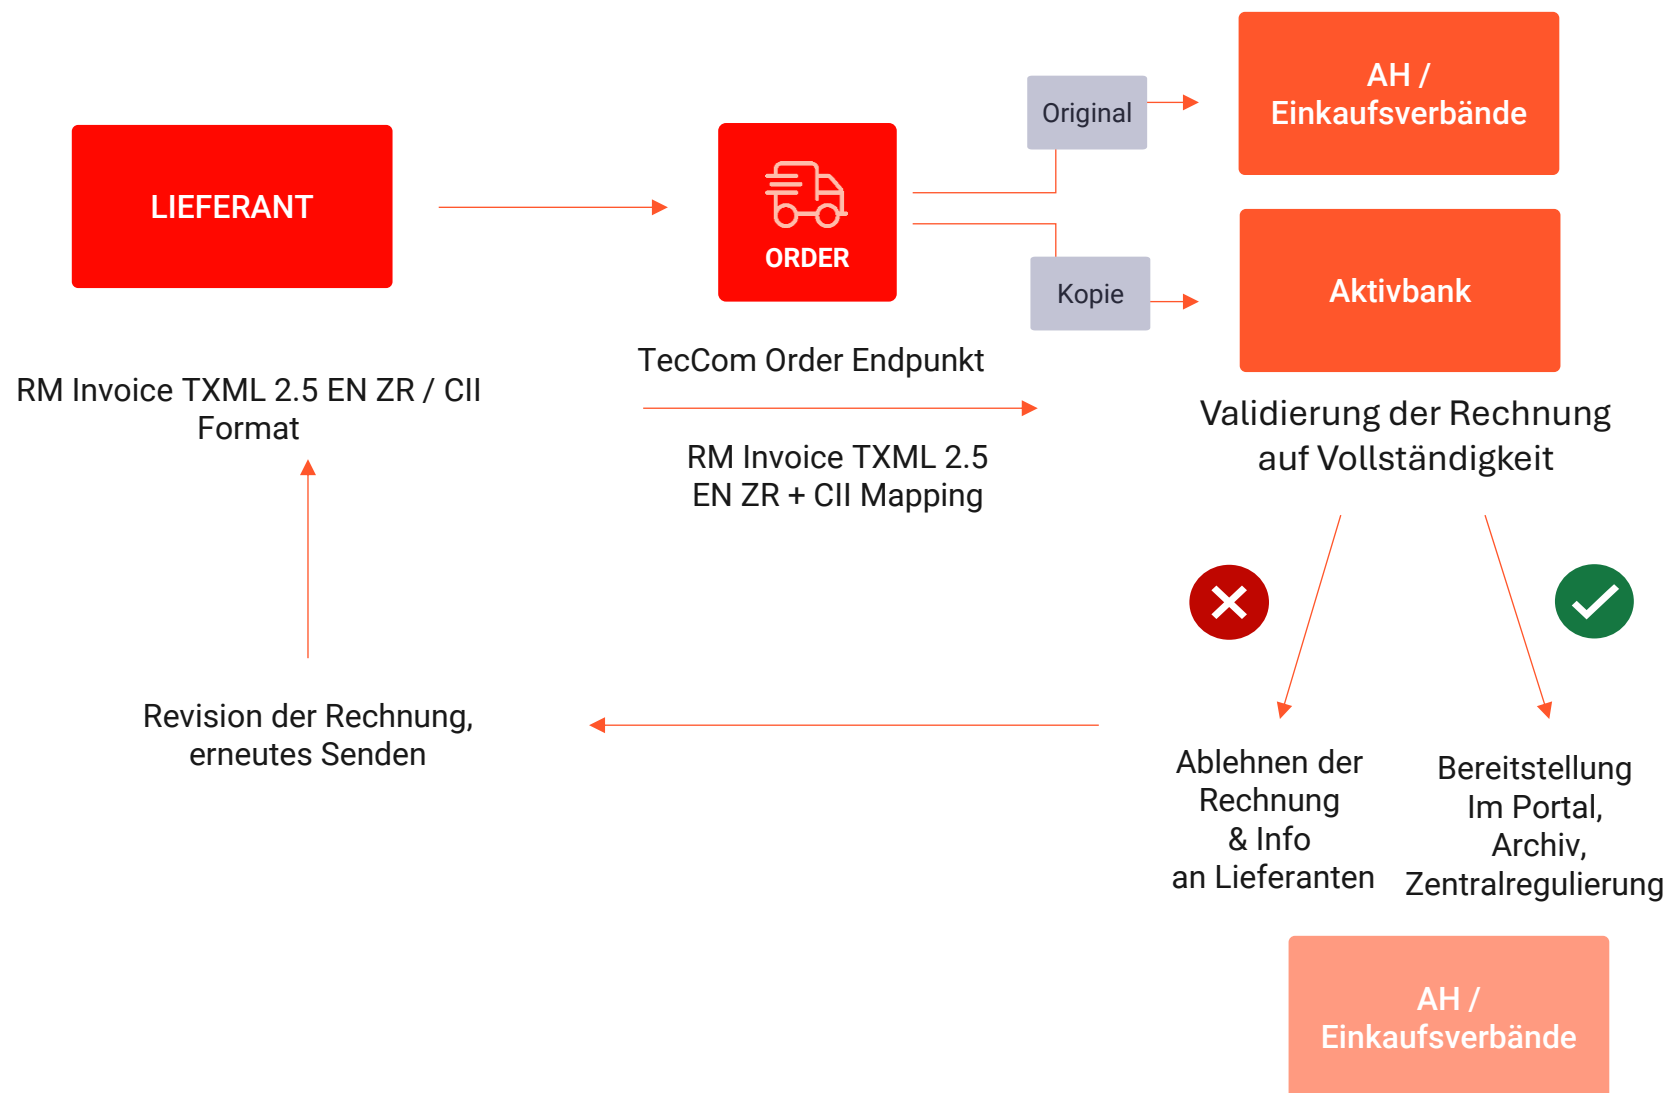 LIEFERANT
RM Invoice TXML 2.5 EN ZR / CII
Format
ORDER
TecCom Order Endpunkt
RM Invoice TXML 2.5
EN ZR + CII Mapping
Original
Kopie
AH /
Einkaufsverbände
Aktivbank
Validierung der Rechnung
auf Vollständigkeit
Ablehnen der
Rechnung
& Info
an Lieferanten
Bereitstellung
Im Portal,
Archiv,
Zentralregulierung
Revision der Rechnung,
erneutes Senden
AH /
Einkaufsverbände